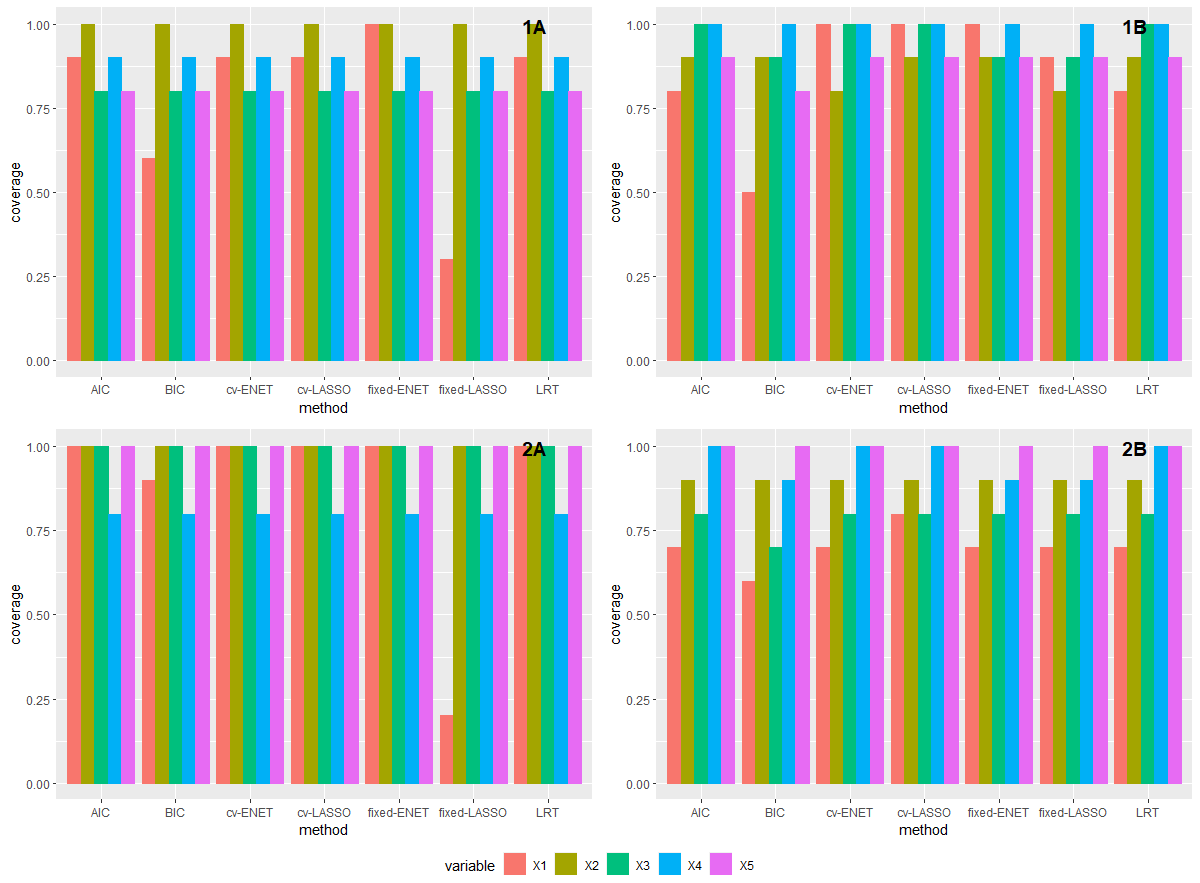 1A
1B
coverage
1.00
0.75
0.50
0.25
0.00
AIC BIC cv-ENET cv-LASSO fixed-ENET fixed-LASSO LRT
method
coverage
1.00
0.75
0.50
0.25
0.00
AIC BIC cv-ENET cv-LASSO fixed-ENET fixed-LASSO LRT
method
2A
2B
coverage
1.00
0.75
0.50
0.25
0.00
AIC BIC cv-ENET cv-LASSO fixed-ENET fixed-LASSO LRT
method
coverage
1.00
0.75
0.50
0.25
0.00
AIC BIC cv-ENET cv-LASSO fixed-ENET fixed-LASSO LRT
method
variable X1 X2 X3 X4 X5